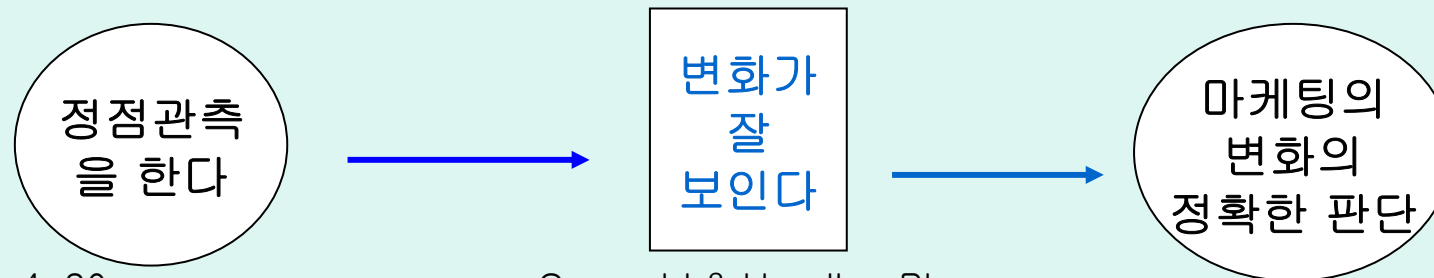 정점관측
을 한다
변화가
잘
보인다
마케팅의
변화의
정확한 판단